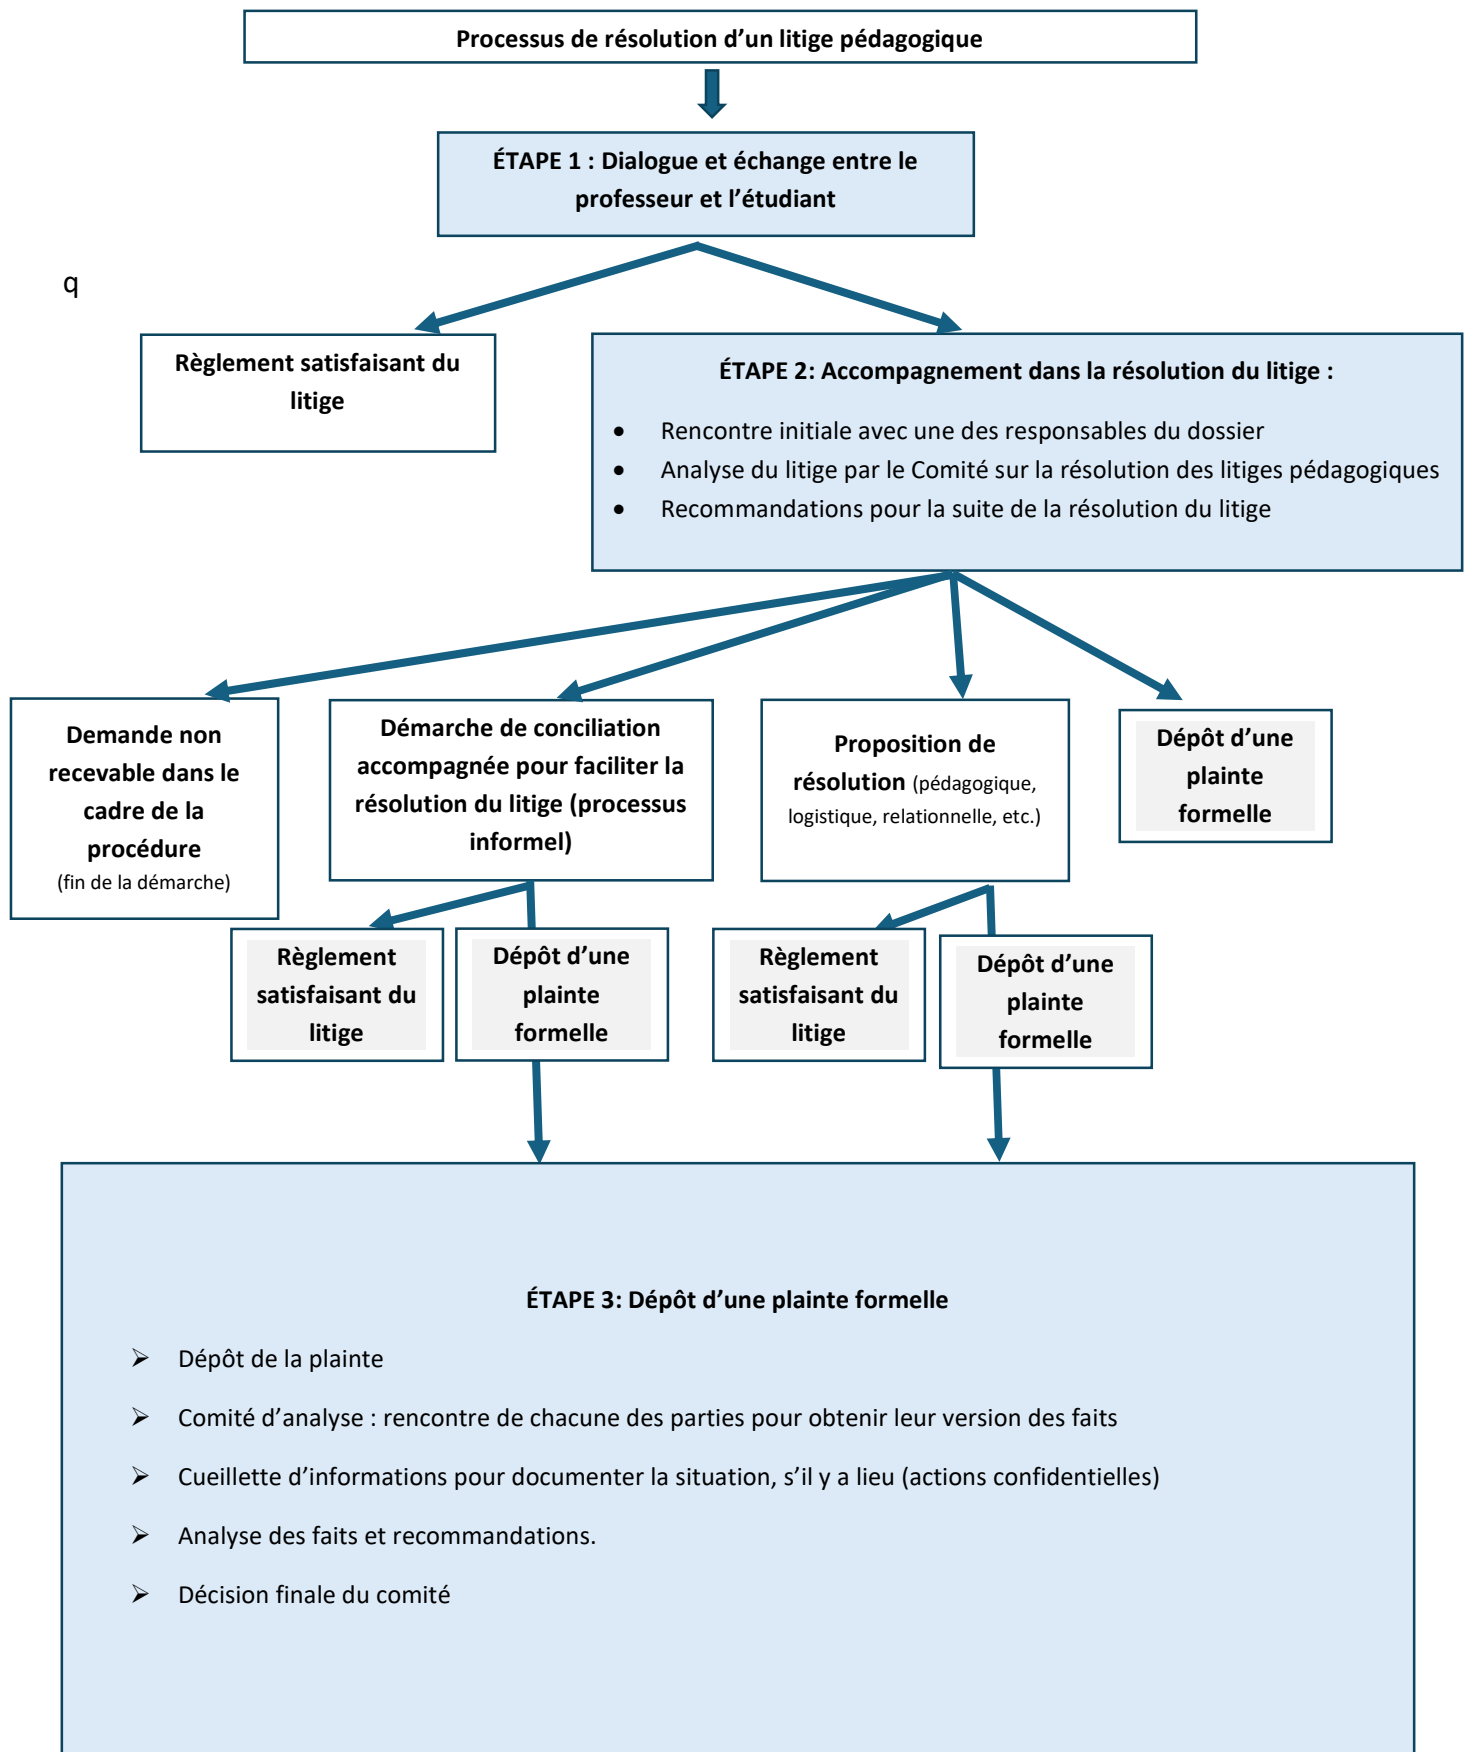 Processus de résolution d’un litige pédagogique
ÉTAPE 1 : Dialogue et échange entre le
professeur et l’étudiant
q
Règlement satisfaisant du
litige
ÉTAPE 2: Accompagnement dans la résolution du litige :
• Rencontre initiale avec une des responsables du dossier
• Analyse du litige par le Comité sur la résolution des litiges pédagogiques
• Recommandations pour la suite de la résolution du litige
Demande non
recevable dans le
cadre de la
procédure
(fin de la démarche)
Démarche de conciliation
accompagnée pour faciliter la
résolution du litige (processus
informel)
Proposition de
résolution (pédagogique,
logistique, relationnelle, etc.)
Dépôt d’une
plainte
formelle
Règlement
satisfaisant du
litige
Dépôt d’une
plainte
formelle
Règlement
satisfaisant du
litige
Dépôt d’une
plainte
formelle
ÉTAPE 3: Dépôt d’une plainte formelle
➢ Dépôt de la plainte
➢ Comité d’analyse : rencontre de chacune des parties pour obtenir leur version des faits
➢ Cueillette d’informations pour documenter la situation, s’il y a lieu (actions confidentielles)
➢ Analyse des faits et recommandations.
➢ Décision finale du comité